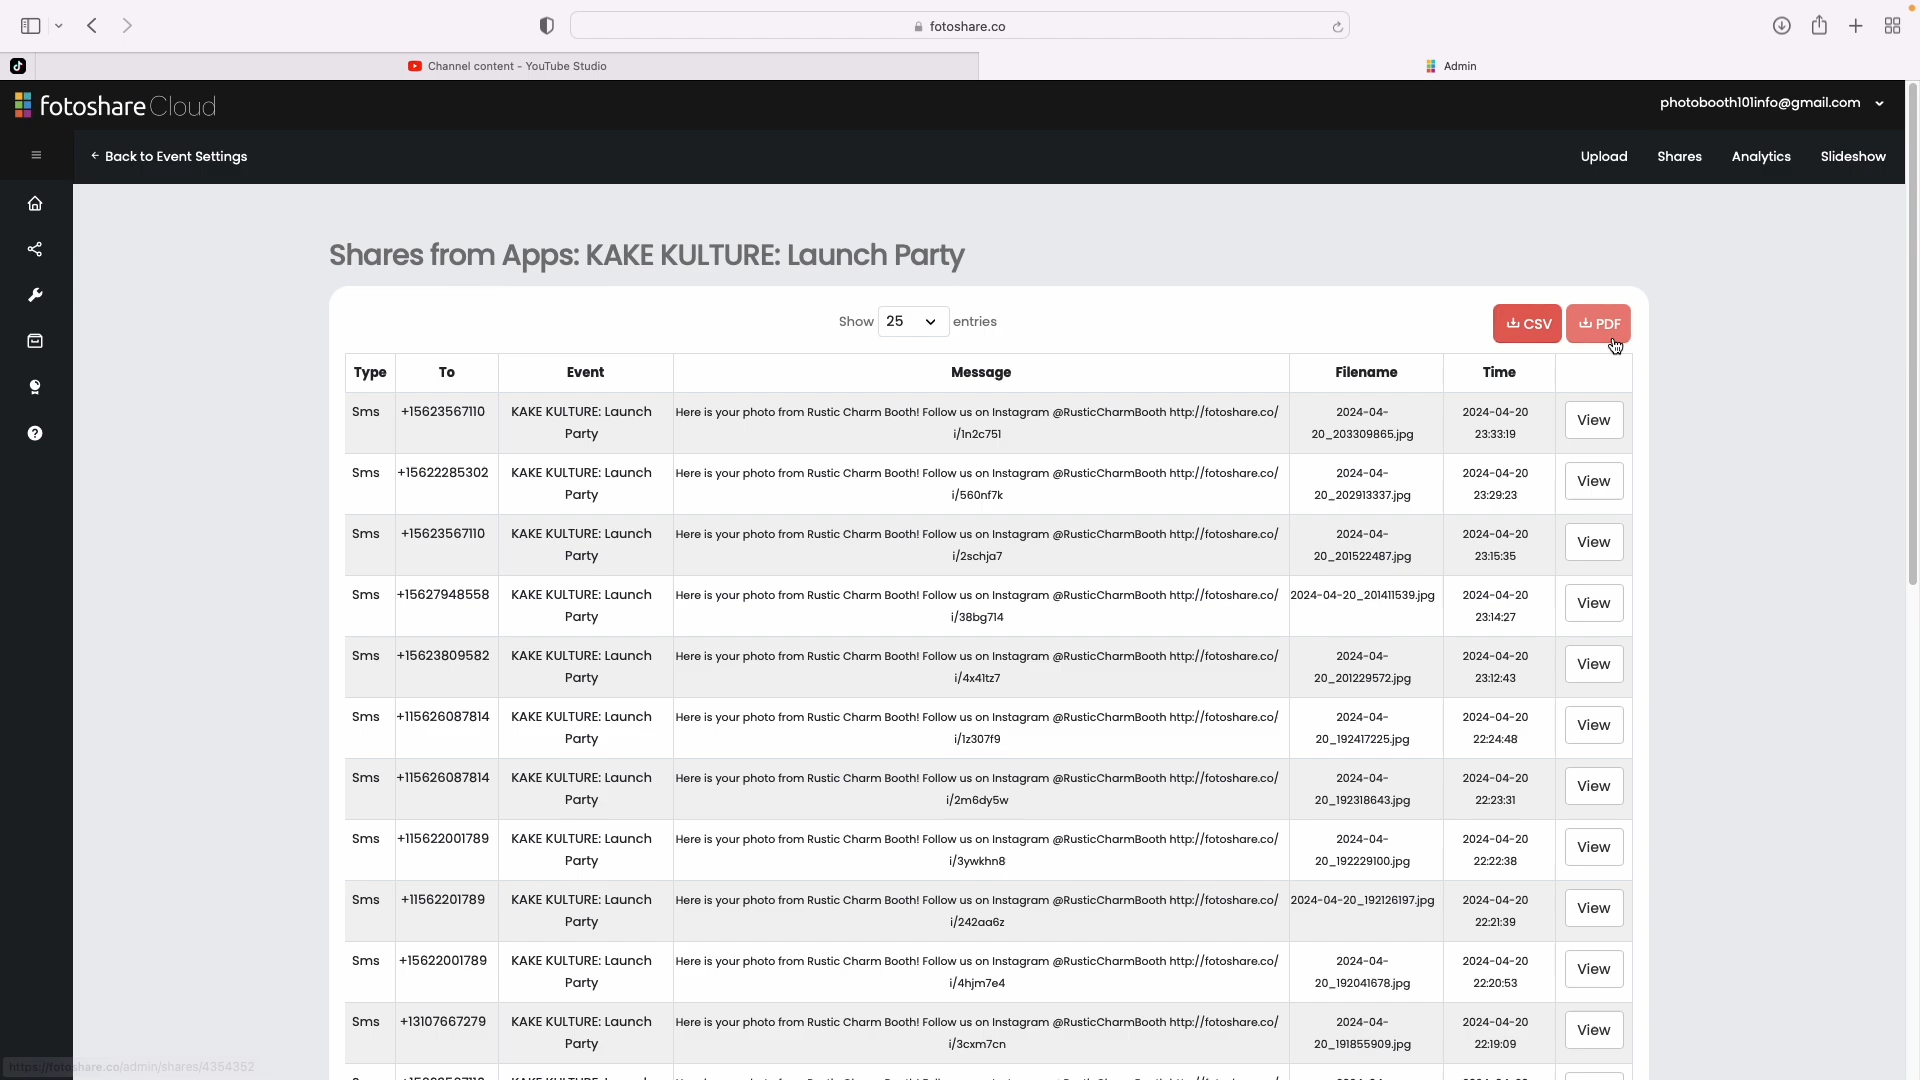 fotoshare.co
Channel content - YouTube Studio
Admin
fotoshareCloud
photobooth101info@gmail.com
Back to Event Settings
Upload Shares Analytics Slideshow
Shares from Apps: KAKE KULTURE: Launch Party
Show 25 entries
CSV PDF
Type To Event Message Filename Time
Sms +15623567110 KAKE KULTURE: Launch Here is your photo from Rustic Charm Booth! Follow us on Instagram @RusticCharmBooth http://fotoshare.co/ 2024-04- 2024-04-20 View
Party i/1n2c751 20_203309865.jpg 23:33:19
Sms +15622285302 KAKE KULTURE: Launch Here is your photo from Rustic Charm Booth! Follow us on Instagram @RusticCharmBooth http://fotoshare.co/ 2024-04- 2024-04-20 View
Party i/560nf7k 20_202913337.jpg 23:29:23
Sms +15623567110 KAKE KULTURE: Launch Here is your photo from Rustic Charm Booth! Follow us on Instagram @RusticCharmBooth http://fotoshare.co/ 2024-04- 2024-04-20 View
Party i/2schja7 20_201522487.jpg 23:15:35
Sms +15627948558 KAKE KULTURE: Launch Here is your photo from Rustic Charm Booth! Follow us on Instagram @RusticCharmBooth http://fotoshare.co/ 2024-04-20_201411539.jpg 2024-04-20 View
Party i/38bg714 23:14:27
Sms +15623809582 KAKE KULTURE: Launch Here is your photo from Rustic Charm Booth! Follow us on Instagram @RusticCharmBooth http://fotoshare.co/ 2024-04- 2024-04-20 View
Party i/4x41tz7 20_201229572.jpg 23:12:43
Sms +115626087814 KAKE KULTURE: Launch Here is your photo from Rustic Charm Booth! Follow us on Instagram @RusticCharmBooth http://fotoshare.co/ 2024-04- 2024-04-20 View
Party i/1z307f9 20_192417225.jpg 22:24:48
Sms +115626087814 KAKE KULTURE: Launch Here is your photo from Rustic Charm Booth! Follow us on Instagram @RusticCharmBooth http://fotoshare.co/ 2024-04- 2024-04-20 View
Party i/2m6dy5w 20_192318643.jpg 22:23:31
Sms +115622001789 KAKE KULTURE: Launch Here is your photo from Rustic Charm Booth! Follow us on Instagram @RusticCharmBooth http://fotoshare.co/ 2024-04- 2024-04-20 View
Party i/3ywkhn8 20_192229100.jpg 22:22:38
Sms +11562201789 KAKE KULTURE: Launch Here is your photo from Rustic Charm Booth! Follow us on Instagram @RusticCharmBooth http://fotoshare.co/ 2024-04-20_192126197.jpg 2024-04-20 View
Party i/242aa6z 22:21:39
Sms +15622001789 KAKE KULTURE: Launch Here is your photo from Rustic Charm Booth! Follow us on Instagram @RusticCharmBooth http://fotoshare.co/ 2024-04- 2024-04-20 View
Party i/4hjm7e4 20_192041678.jpg 22:20:53
Sms +13107667279 KAKE KULTURE: Launch Here is your photo from Rustic Charm Booth! Follow us on Instagram @RusticCharmBooth http://fotoshare.co/ 2024-04- 2024-04-20 View
Party i/3cxm7cn 20_191855909.jpg 22:19:09
https://fotoshare.co/admin/shares/4354352